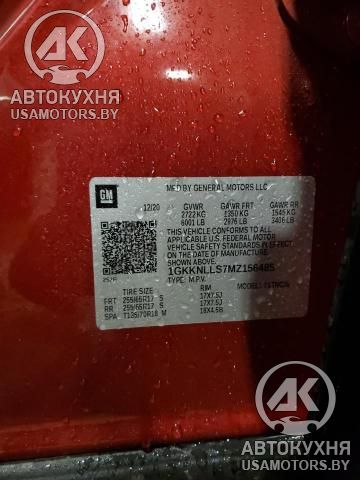 AK
АВТОКУХНЯ
USAMOTORS.BY
GM
MFD BY GENERAL MOTORS LLC
12/20 GVWR GAWR FRT GAWR RR
2722 KG 1350 KG 1545 KG
6001 LB 2976 LB 3406 LB
THIS VEHICLE CONFORMS TO ALL
APPLICABLE U.S. FEDERAL MOTOR
VEHICLE SAFETY STANDARDS IN EFFECT
ON THE DATE OF MANUFACTURE
SHOWN ABOVE.
1GKKNLLS7MZ156485
TYPE: M.P.V. MODEL:
TIRE SIZE RIM
FRT 255/65R17 S 17X7.5J
RR 255/65R17 S 17X7.5J
SPA T135/70R18 M 18X4.5B
AK
АВТОКУХНЯ
USAMOTORS.BY